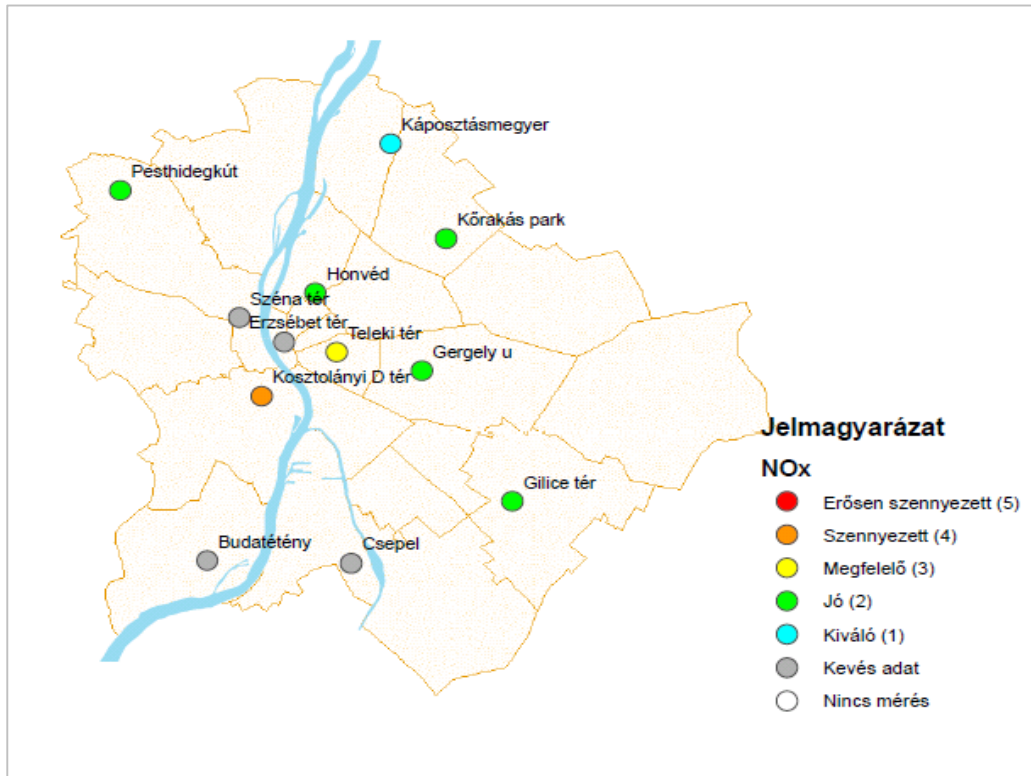 Káposztásmegyer
Pesthidegkút
Kőrakás park
Honvéd
Széna tér
Erzsébet tér
Teleki tér
Gergely u
Kosztolányi D tér
Gilice tér
Budatétény
Csepel
Jelmagyarázat
NOx
Erősen szennyezett (5)
Szennyezett (4)
Megfelelő (3)
Jó (2)
Kiváló (1)
Kevés adat
Nincs mérés